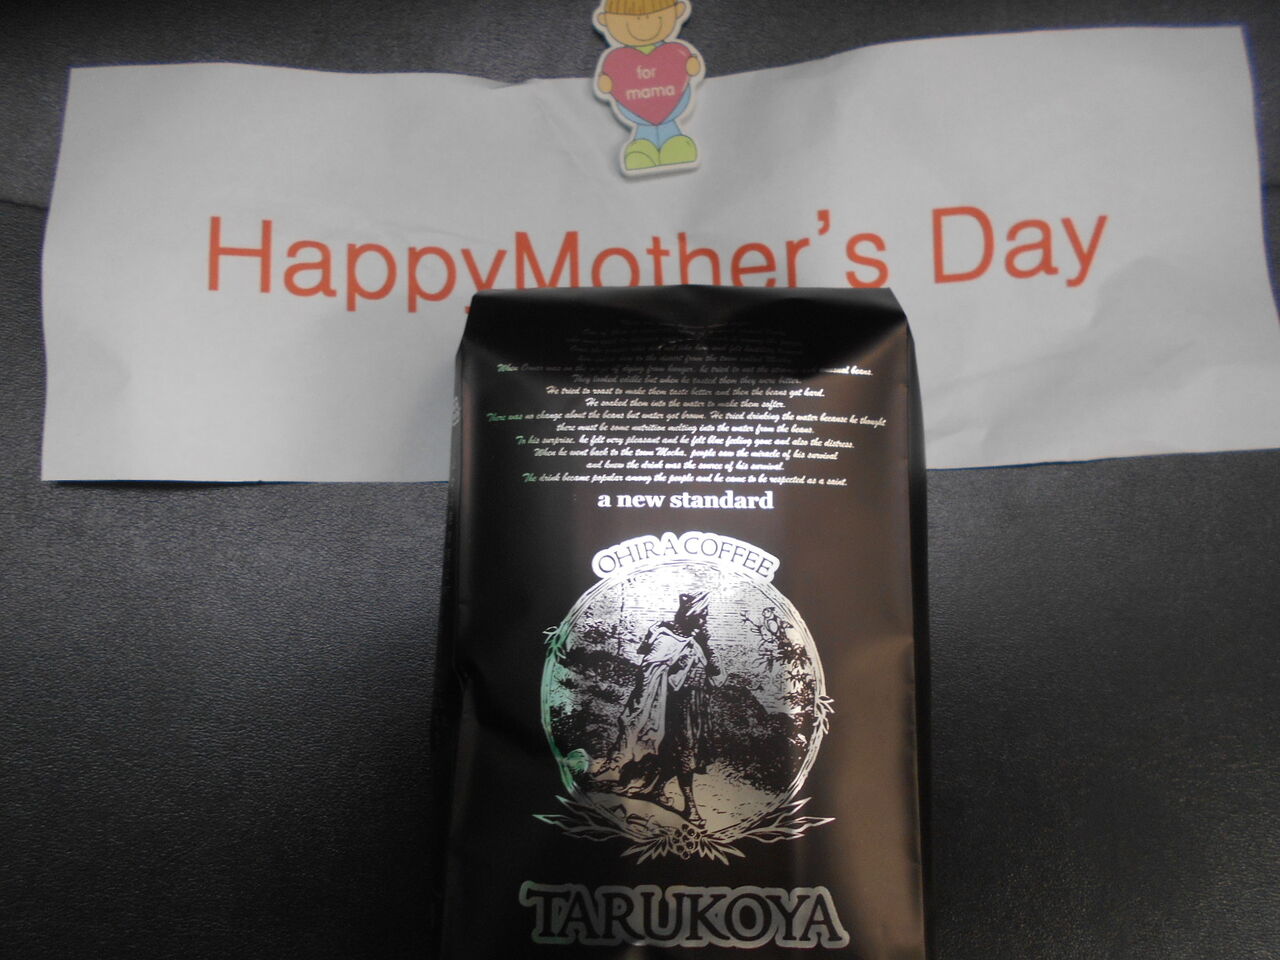 for
mama
HappyMother's Day
When Omar was on the of dying from hunger, he tried to eat the beans.
They looked edible but when he tasted them they were bitter.
He tried to roast to make them taste better and then the beans got hard.
He soaked them into the water to make them softer.
There was no change about the beans but water got brown. He tried drinking the water because he thought
there must be some nutrition melting into the water from the beans.
To his surprise, he felt very pleasant and he felt blue feeling gone and also the distress.
When he went back to the town Mocha, people saw the miracle of his survival
and knew the drink was the source of his survival.
The drink became popular among the people and he came to be respected as a saint.
a new standard
OHIRA COFFEE
TARUKOYA